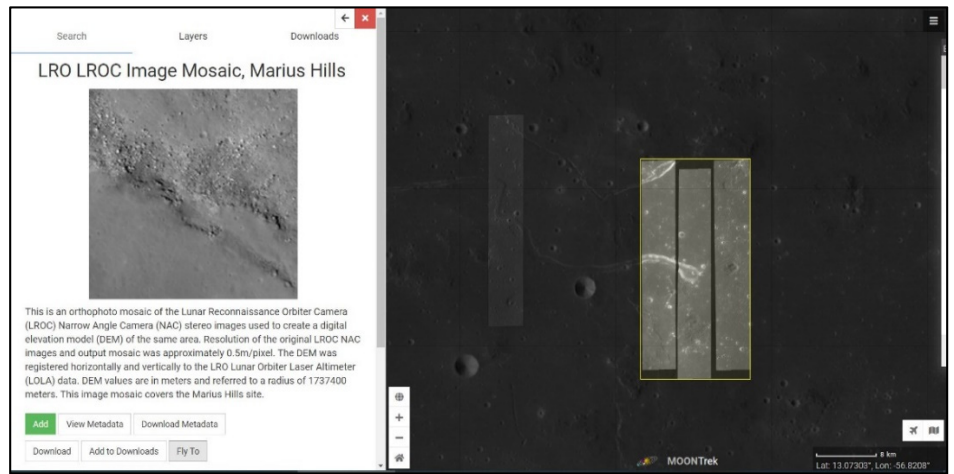 Search Layers Downloads
LRO LROC Image Mosaic, Marius Hills
This is an orthophoto mosaic of the Lunar Reconnaissance Orbiter Camera
(LROC) Narrow Angle Camera (NAC) stereo images used to create a digital
elevation model (DEM) of the same area. Resolution of the original LROC NAC
images and output mosaic was approximately 0.5m/pixel. The DEM was
registered horizontally and vertically to the LRO Lunar Orbiter Laser Altimeter
(LOLA) data. DEM values are in meters and referred to a radius of 1737400
meters. This image mosaic covers the Marius Hills site.
Add View Metadata Download Metadata
Download Add to Downloads Fly To
MOONTrek
8 km
Lat: 13.07303°, Lon: -56.8208°